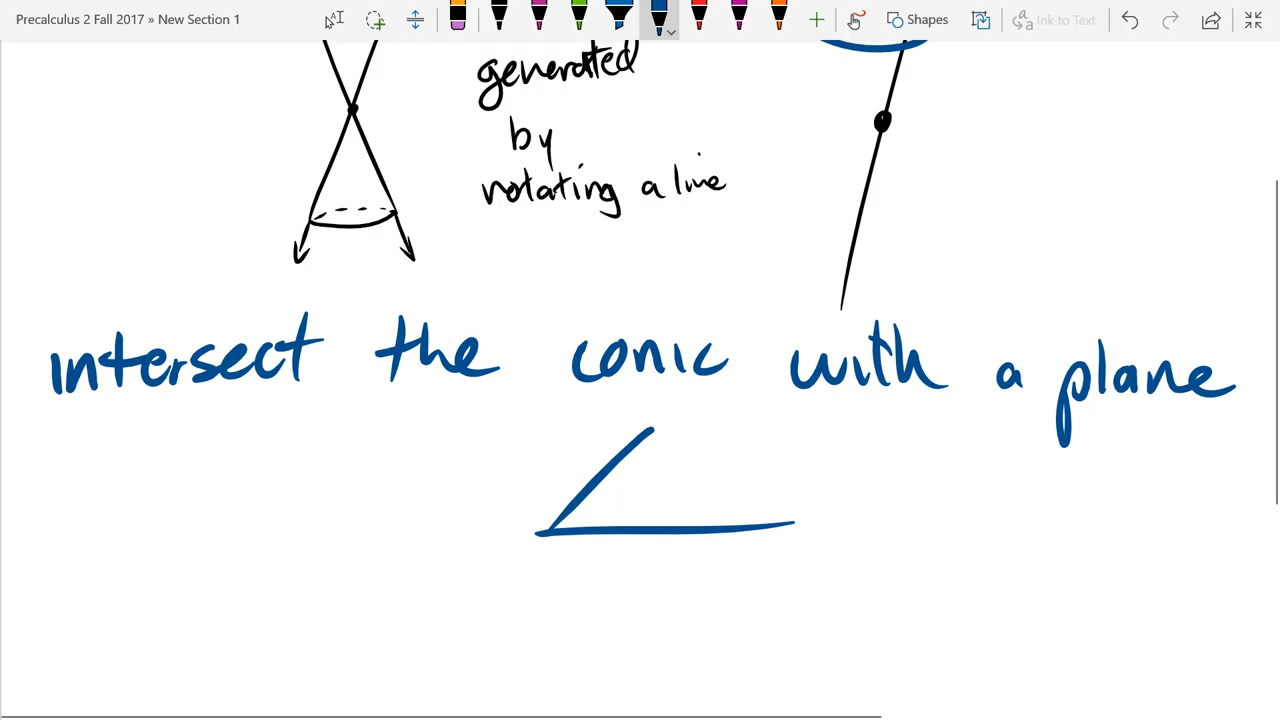 Precalculus 2 Fall 2017 » New Section 1
Shapes
Ink to Text
generated
by
rotating a line
intersect the conic with a plane